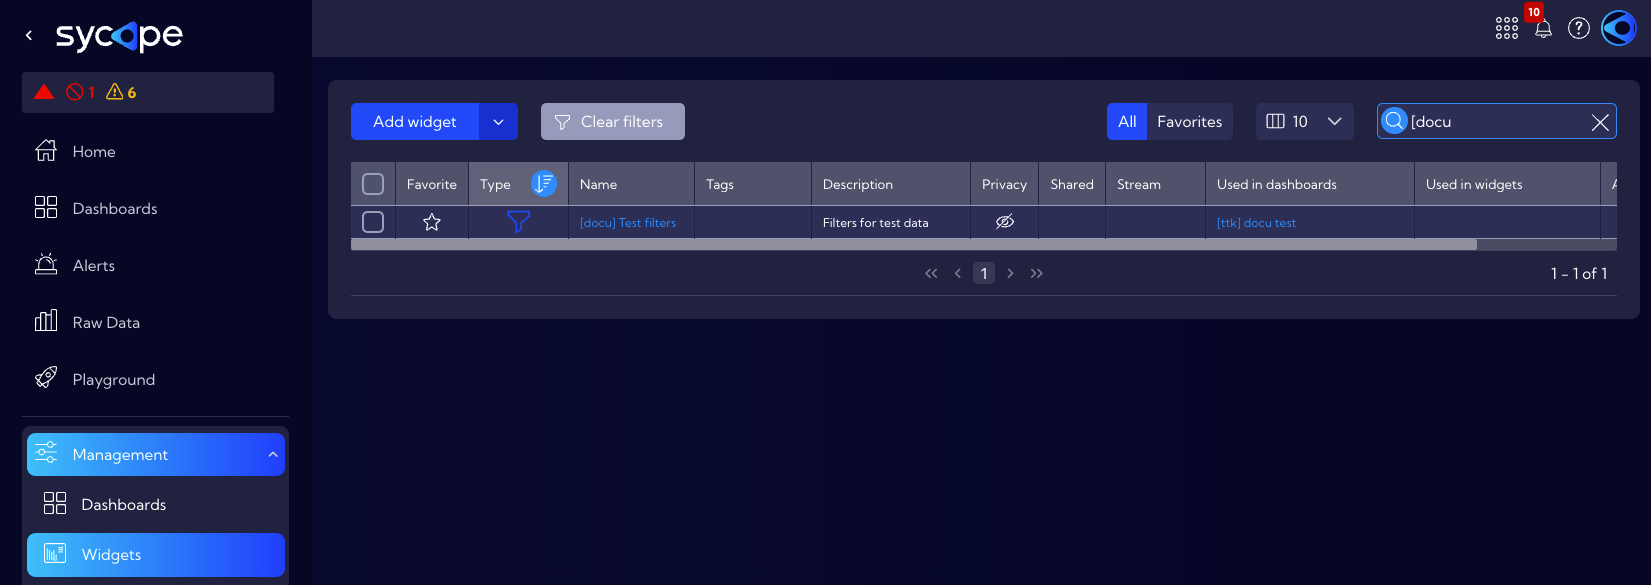 sycope
10
1 6
Home
Dashboards
Alerts
Raw Data
Playground
Management
Dashboards
Widgets
Add widget
Clear filters
All Favorites
10
[docu
Favorite Type Name Tags Description Privacy Shared Stream Used in dashboards Used in widgets
[docu] Test filters Filters for test data [ttk] docu test
1
1 - 1 of 1